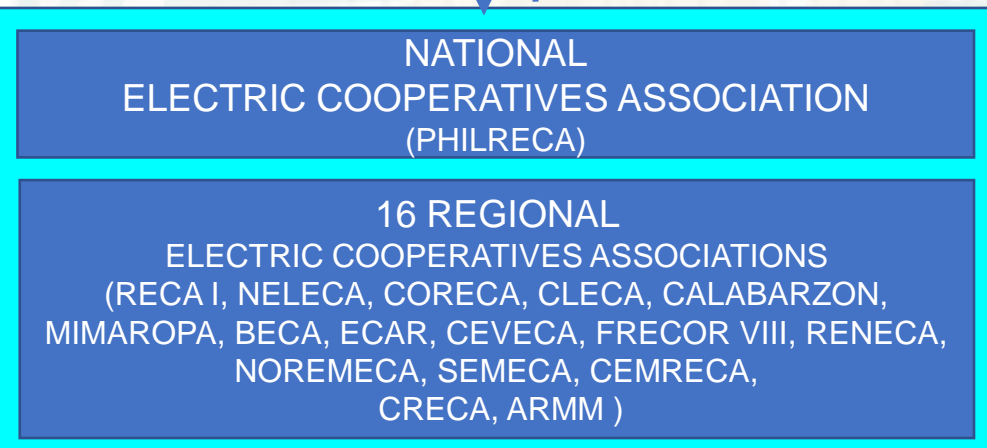 NATIONAL
ELECTRIC COOPERATIVES ASSOCIATION
(PHILRECA)
16 REGIONAL
ELECTRIC COOPERATIVES ASSOCIATIONS
(RECA I, NELECA, CORECA, CLECA, CALABARZON,
MIMAROPA, BECA, ECAR, CEVECA, FRECOR VIII, RENECA,
NOREMECA, SEMECA, CEMRECA,
CRECA, ARMM )